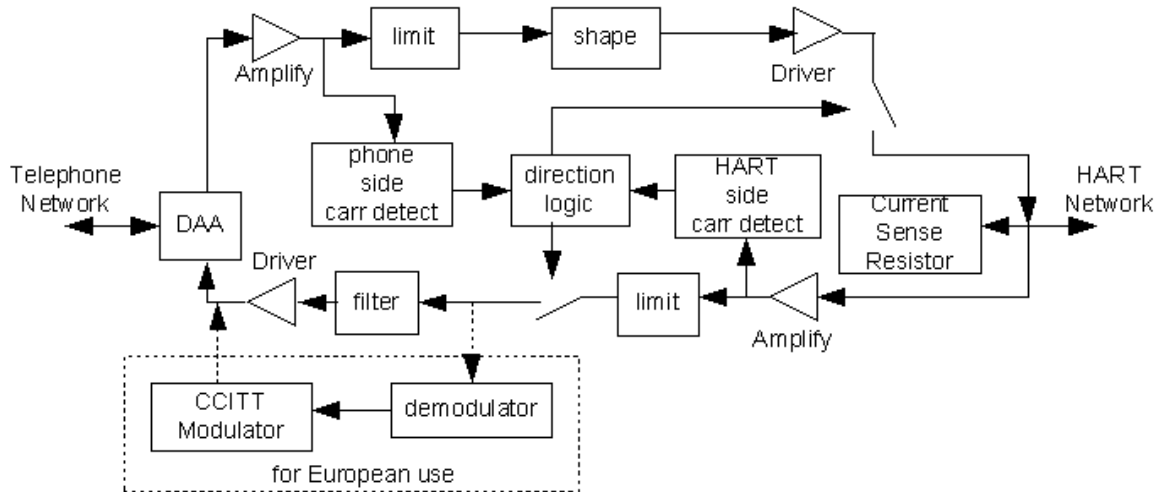 limit
shape
Amplify
Driver
phone
side
carr detect
direction
logic
HART
side
carr detect
Telephone
Network
DAA
HART
Network
Current
Sense
Resistor
Driver
filter
limit
Amplify
CCITT
Modulator
demodulator
for European use